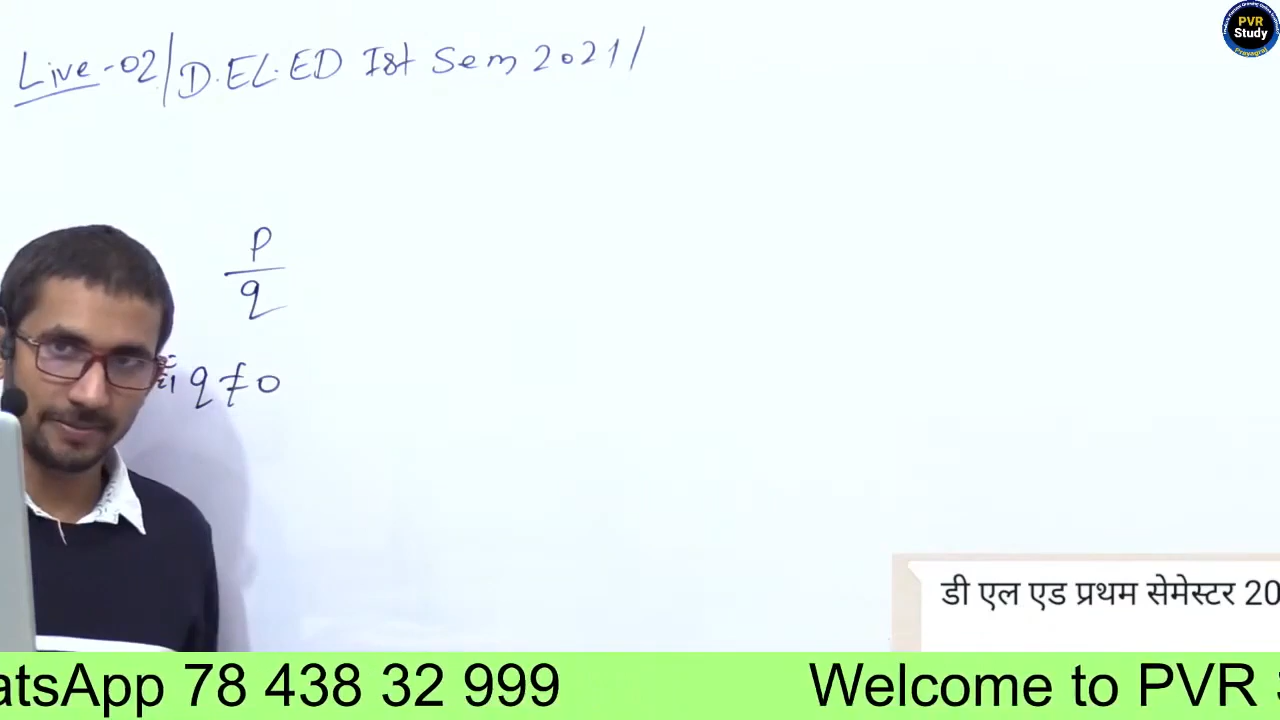 Live-02/D.EL.ED Ist Sem 2021/
PVR
Study
Prayagraj
p
q
q ≠ 0
डी एल एड प्रथम सेमेस्टर 20
atsApp 78 438 32 999
Welcome to PVR